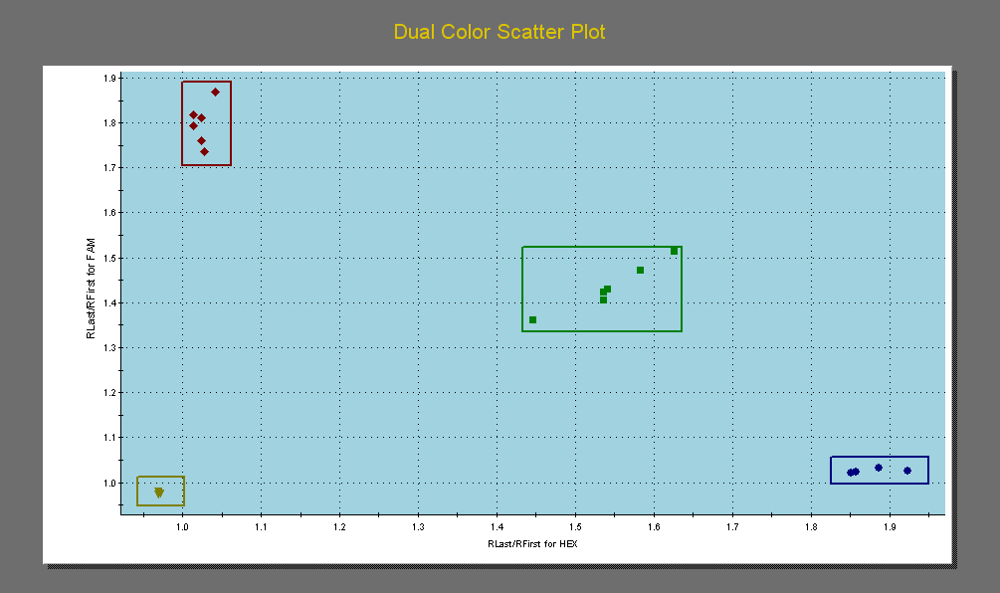 Dual Color Scatter Plot
1.9
1.8
1.7
1.6
1.5
1.4
1.3
1.2
1.1
1.0
RLast/RFirst for FAM
1.0 1.1 1.2 1.3 1.4 1.5 1.6 1.7 1.8 1.9
RLast/RFirst for HEX